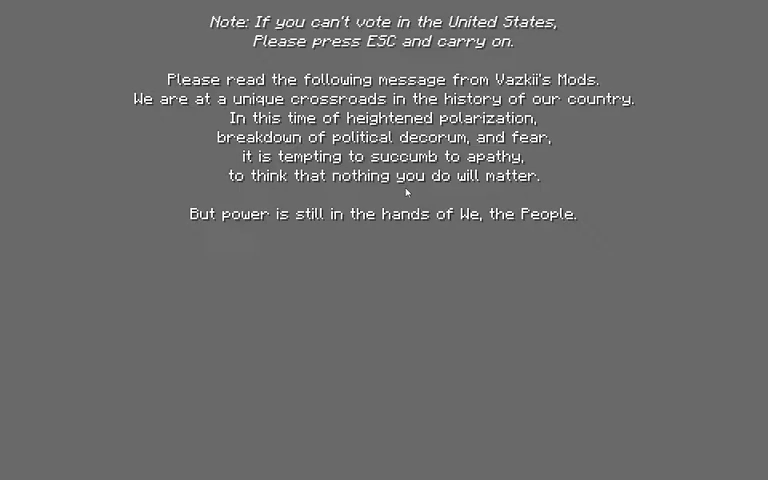 Note: If you can't vote in the United States,
Please press ESC and carry on.
Please read the following message from Vazkii's Mods.
We are at a unique crossroads in the history of our country.
In this time of heightened polarization,
breakdown of political decorum, and fear,
it is tempting to succumb to apathy,
to think that nothing you do will matter.
But power is still in the hands of We, the People.